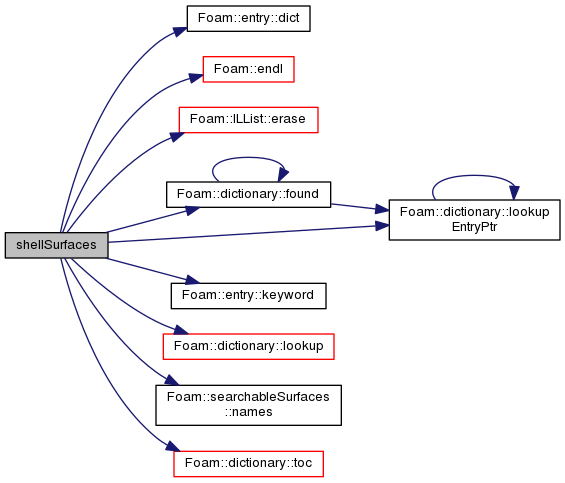 Foam::entry::dict
Foam::endl
Foam::ILList::erase
Foam::dictionary::found
Foam::dictionary::lookup
EntryPtr
shellSurfaces
Foam::entry::keyword
Foam::dictionary::lookup
Foam::searchableSurfaces
::names
Foam::dictionary::toc